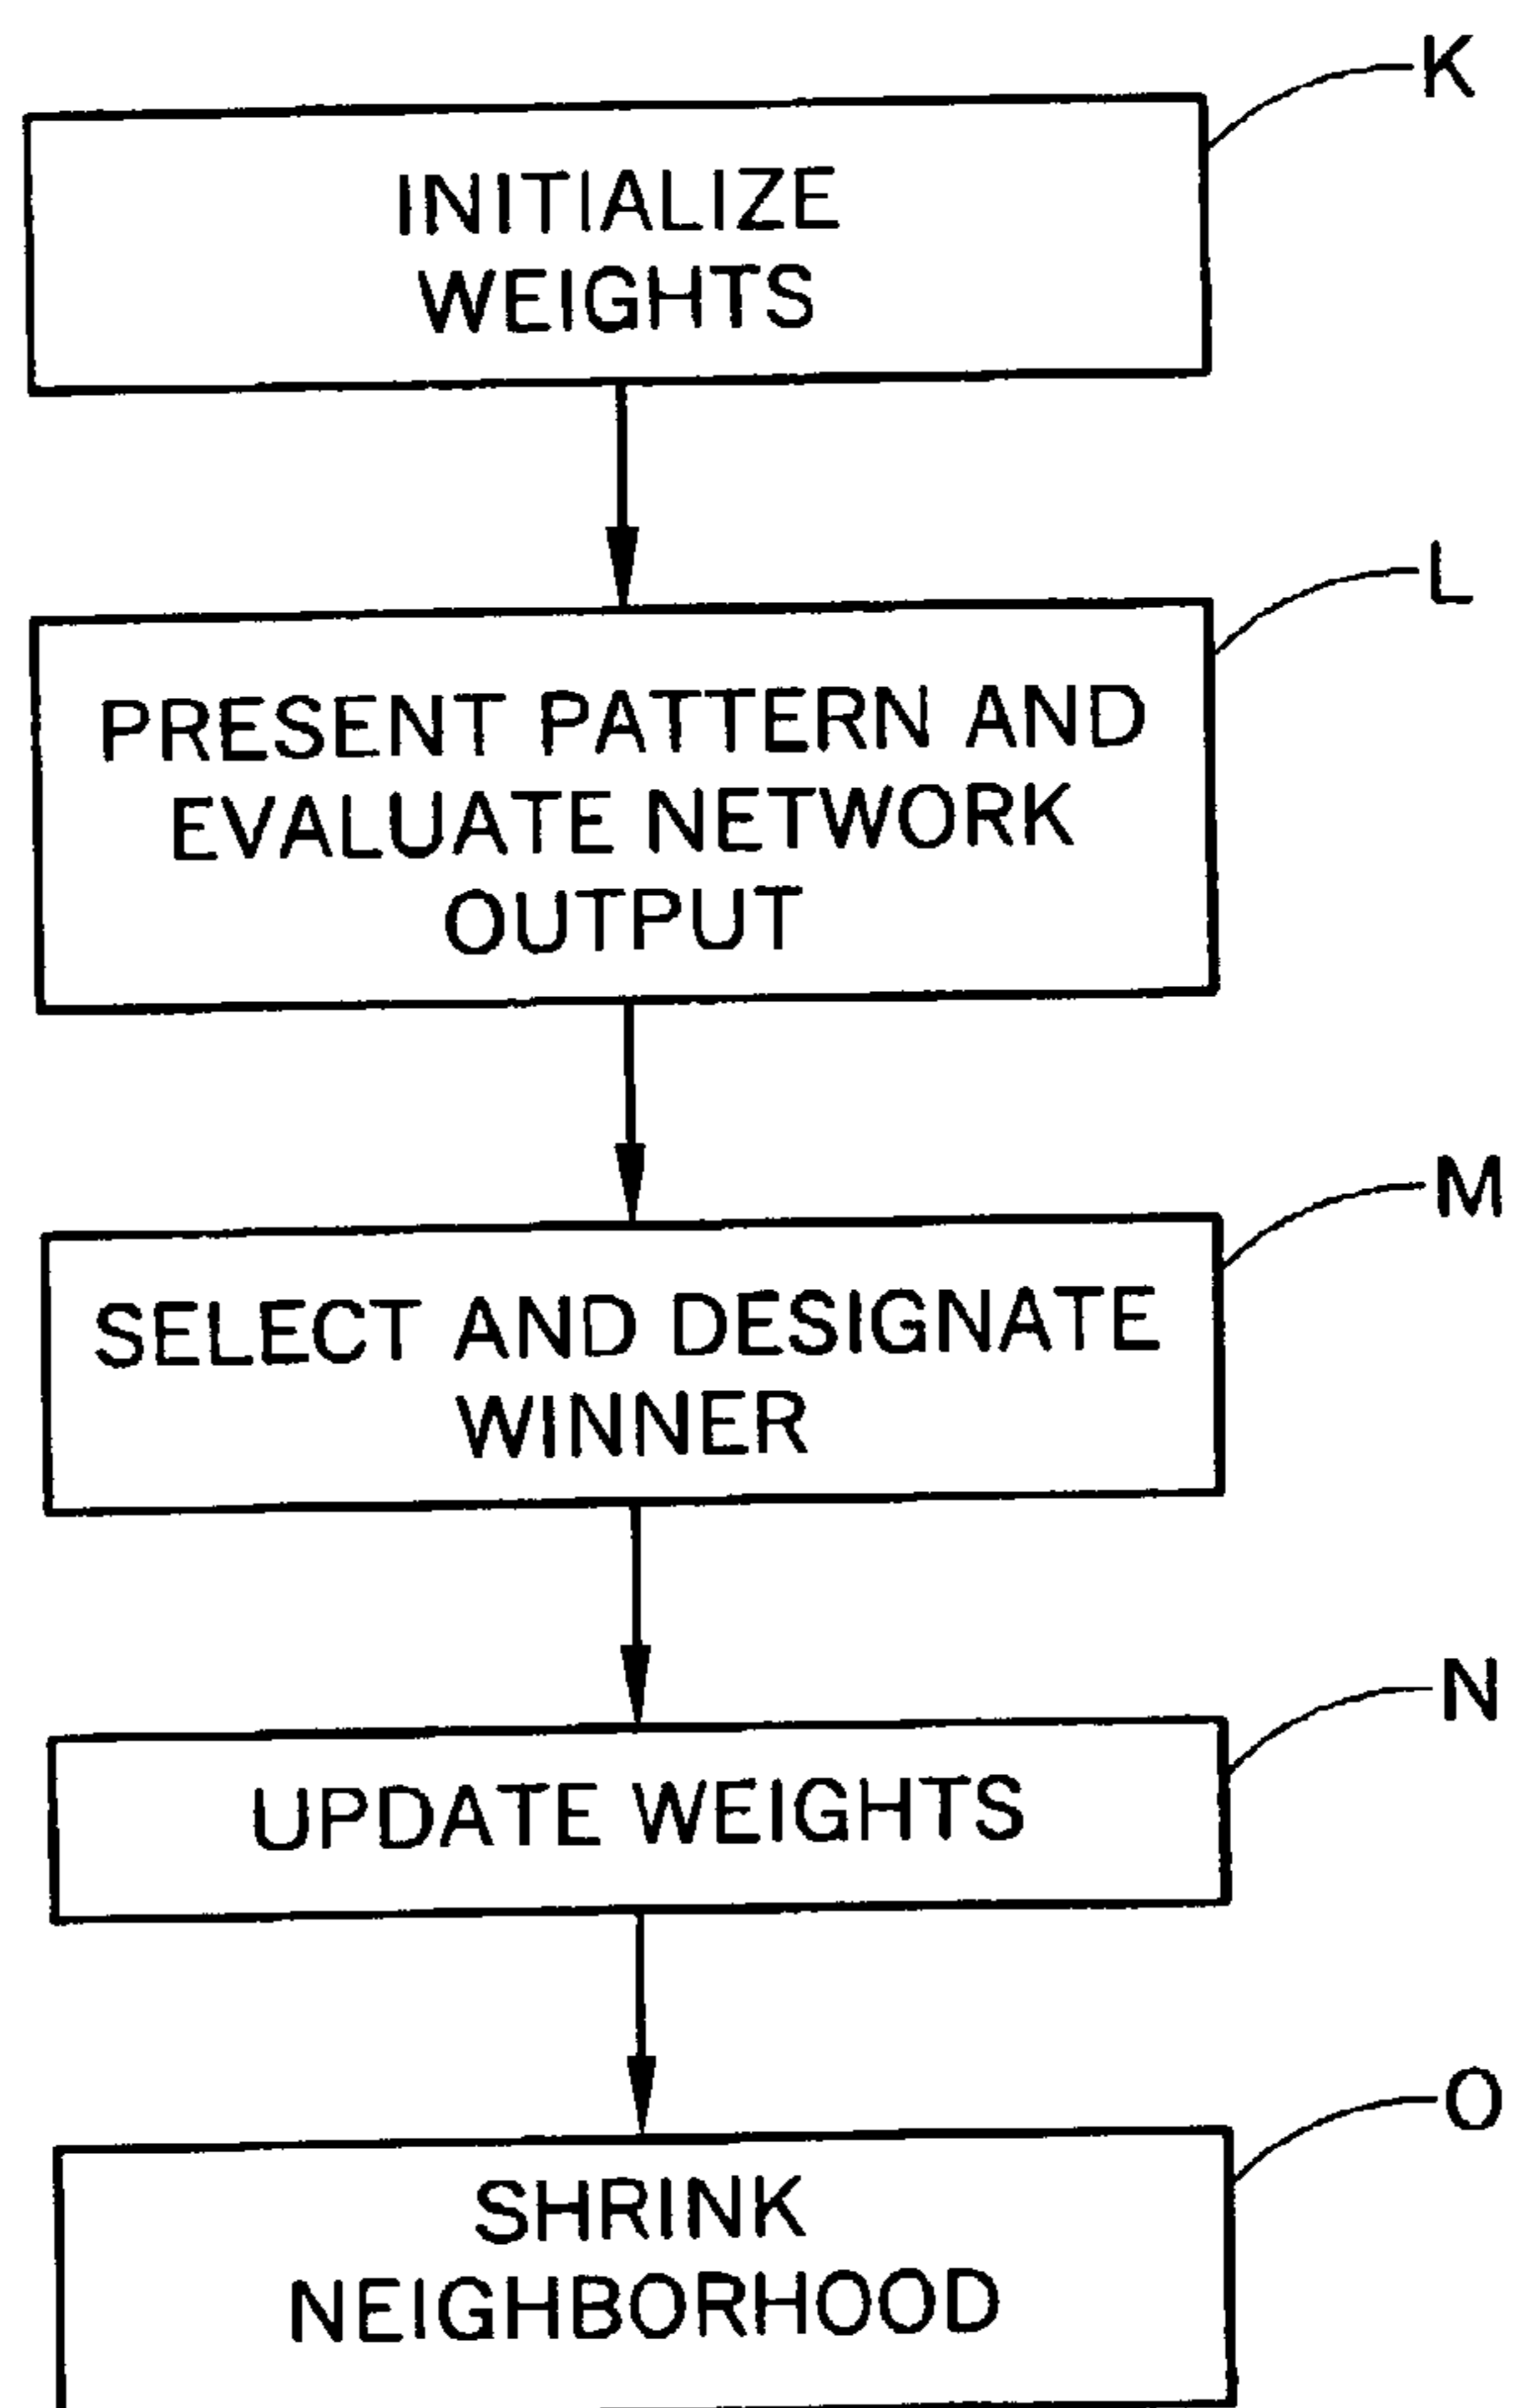 K
INITIALIZE
WEIGHTS
L
PRESENT PATTERN AND
EVALUATE NETWORK
OUTPUT
M
SELECT AND DESIGNATE
WINNER
N
UPDATE WEIGHTS
O
SHRINK
NEIGHBORHOOD